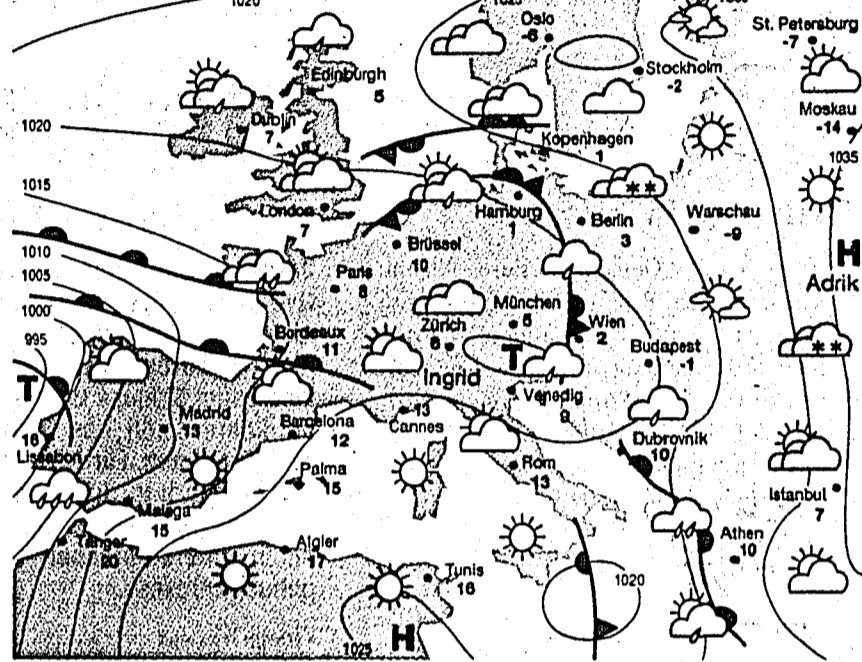 1020
Oslo
-6
St. Petersburg
-7
Stockholm
-2
Edinburgh
5
Moskau
-14
Dublin
7
1020
Kopenhagen
1
1035
1015
London
7
Hamburg
1
Berlin
3
Warschau
-9
1010
Brüssel
10
H
Adrik
1005
Paris
8
1000
München
5
995
Bordeaux
11
Zürich
6
Wien
2
T
Budapest
-1
T
Ingrid
Venedig
9
Madrid
13
13
Cannes
Barcelona
12
16
Lissabon
Dubrovnik
10
Rom
13
Palma
15
Istanbul
7
Malaga
15
Athen
10
Tanger
20
Algier
17
Tunis
16
1020
1025
H